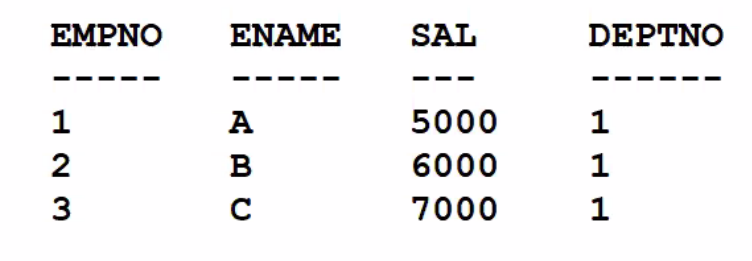 EMPNO ENAME SAL DEPTNO
----- ----- --- ------
1 A 5000 1
2 B 6000 1
3 C 7000 1